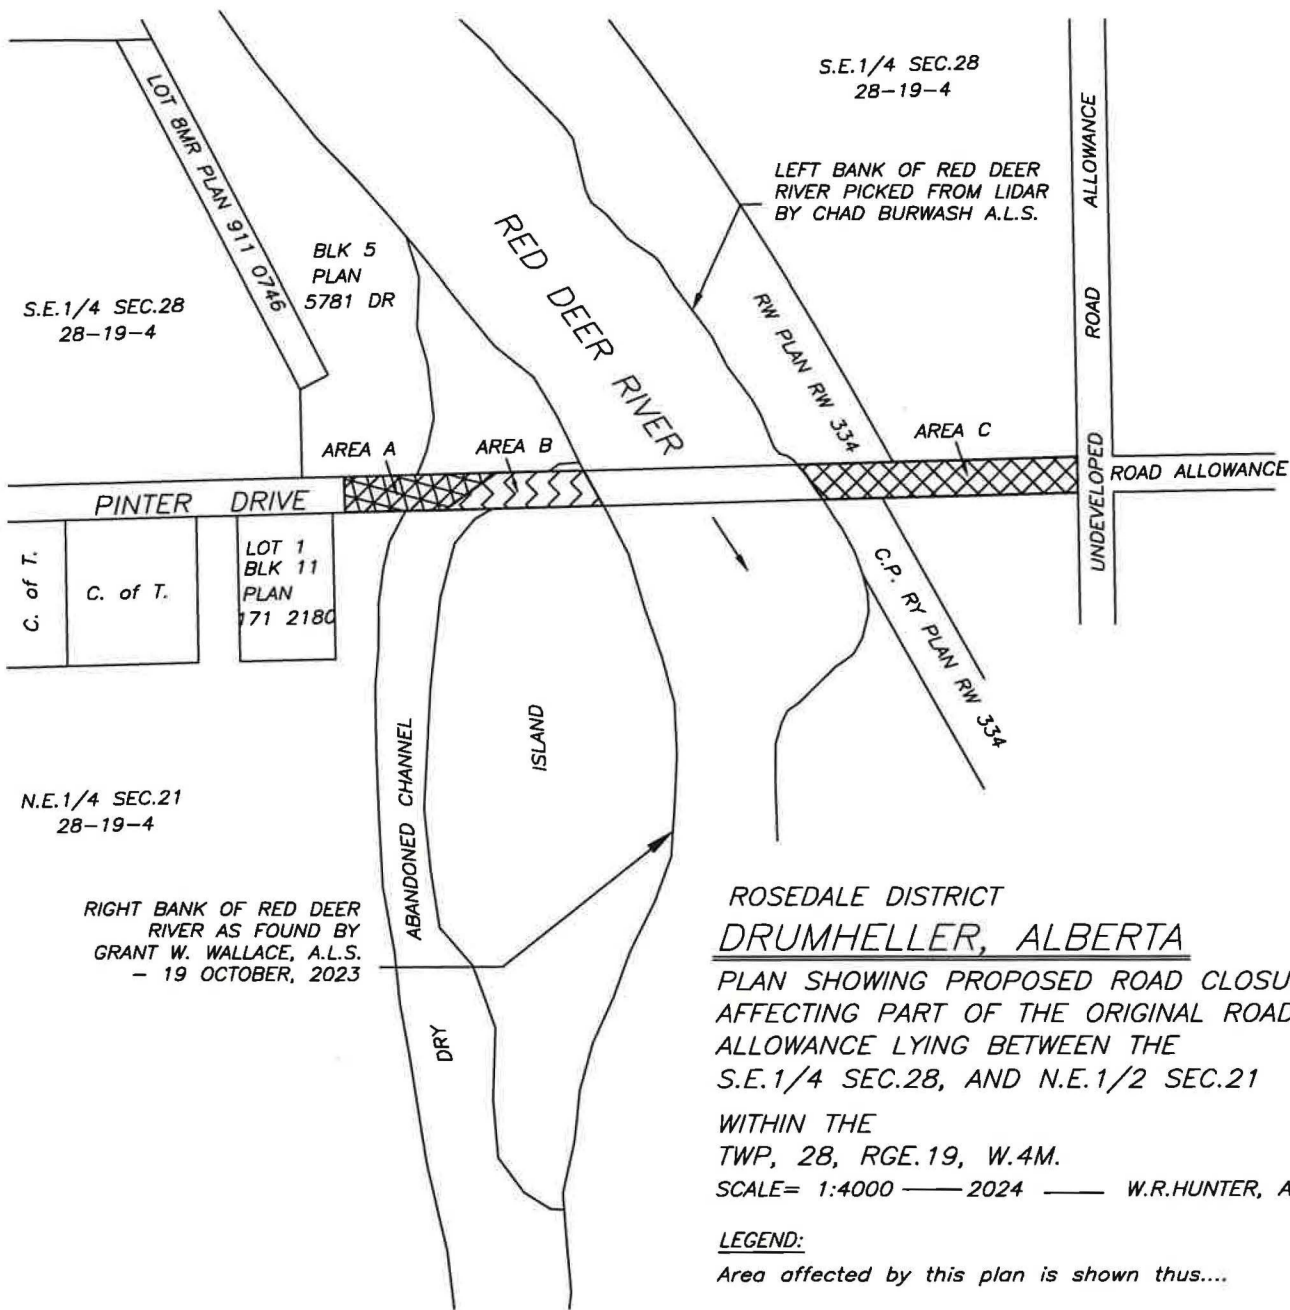 S.E.1/4 SEC.28
28-19-4
LOT 8MR PLAN 911 0746
BLK 5
PLAN
5781 DR
S.E.1/4 SEC.28
28-19-4
RED DEER RIVER
LEFT BANK OF RED DEER
RIVER PICKED FROM LIDAR
BY CHAD BURWASH A.L.S.
RW PLAN RW 334
UNDEVELOPED ROAD ALLOWANCE
AREA A
AREA B
AREA C
ROAD ALLOWANCE
PINTER DRIVE
C. of T.
C. of T.
LOT 1
BLK 11
PLAN
171 2180
C.P. RY PLAN RW 334
N.E.1/4 SEC.21
28-19-4
DRY ABANDONED CHANNEL
ISLAND
RIGHT BANK OF RED DEER
RIVER AS FOUND BY
GRANT W. WALLACE, A.L.S.
- 19 OCTOBER, 2023
ROSEDALE DISTRICT
DRUMHELLER, ALBERTA
PLAN SHOWING PROPOSED ROAD CLOSU
AFFECTING PART OF THE ORIGINAL ROAD
ALLOWANCE LYING BETWEEN THE
S.E.1/4 SEC.28, AND N.E.1/2 SEC.21
WITHIN THE
TWP, 28, RGE.19, W.4M.
SCALE= 1:4000 —— 2024 —— W.R.HUNTER, A
LEGEND:
Area affected by this plan is shown thus....